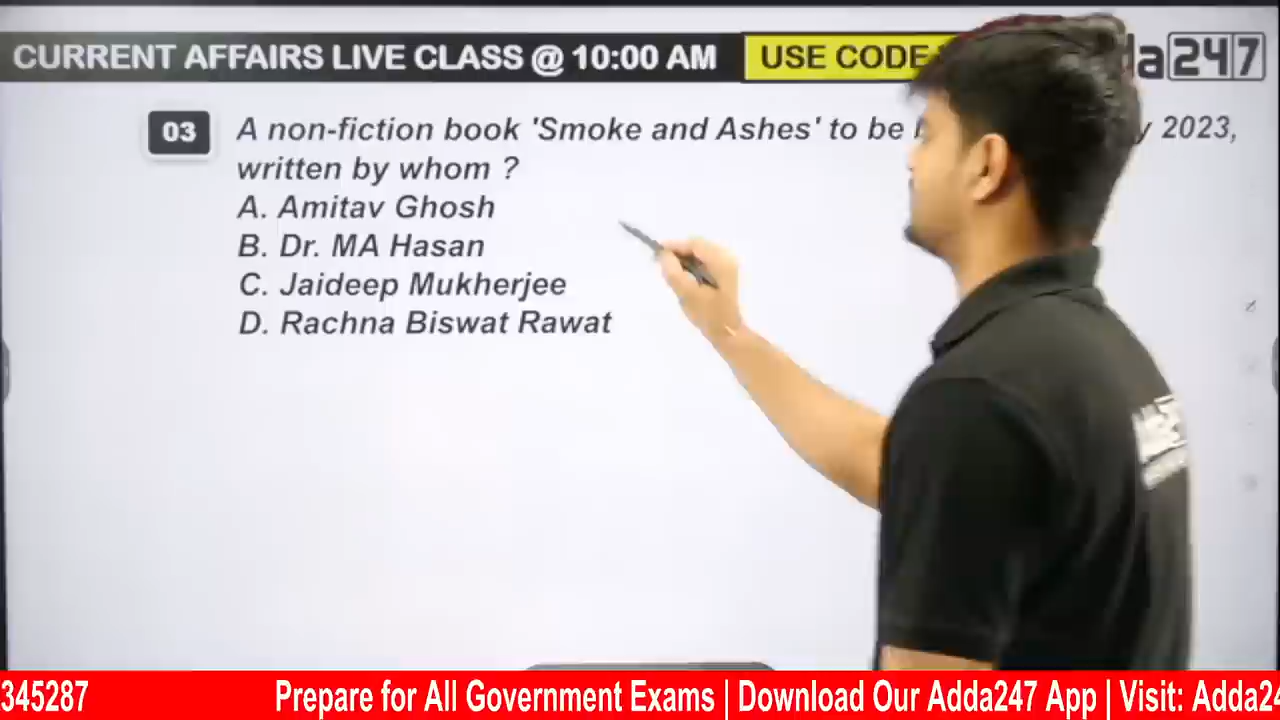 CURRENT AFFAIRS LIVE CLASS @ 10:00 AM
USE CODE
247
03
A non-fiction book 'Smoke and Ashes' to be 2023,
written by whom ?
A. Amitav Ghosh
B. Dr. MA Hasan
C. Jaideep Mukherjee
D. Rachna Biswat Rawat
345287 Prepare for All Government Exams | Download Our Adda247 App | Visit: Adda24